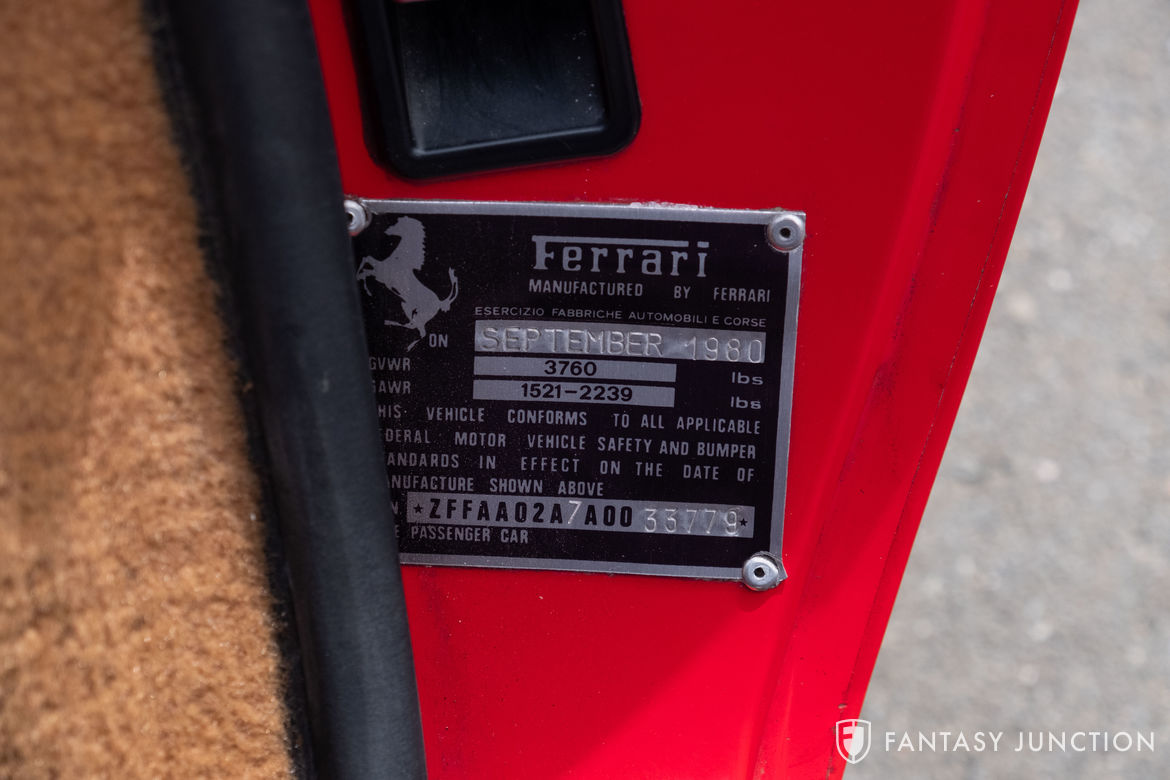 Ferrari
MANUFACTURED BY FERRARI
ESERCIZIO FABBRICHE AUTOMOBILI E CORSE
ON SEPTEMBER 1980
GVWR 3760 lbs
GAWR 1521-2239 lbs
HIS VEHICLE CONFORMS TO ALL APPLICABLE
EDERAL MOTOR VEHICLE SAFETY AND BUMPER
ANDARDS IN EFFECT ON THE DATE OF
ANUFACTURE SHOWN ABOVE
N *ZFFAA02A7A0033779*
E PASSENGER CAR
FANTASY JUNCTION